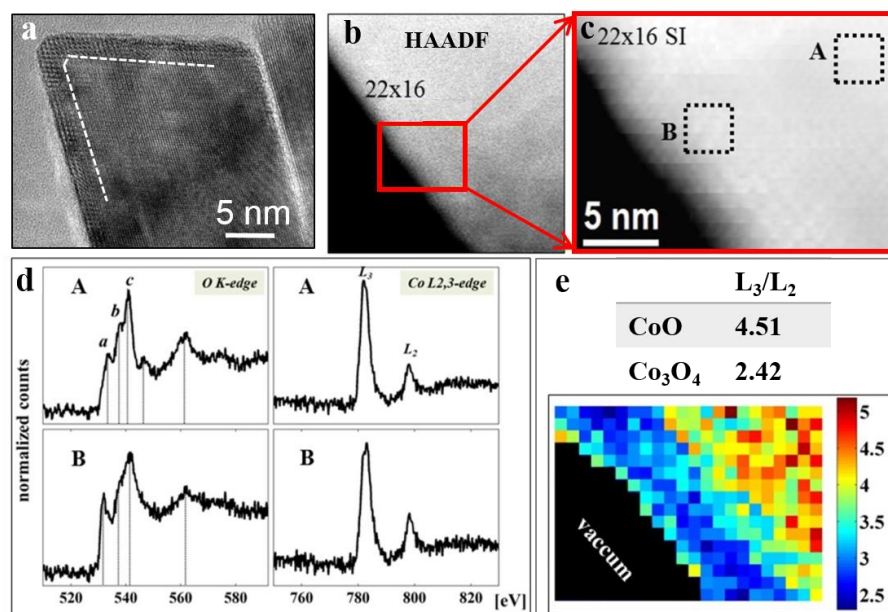 a
5 nm
b
HAADF
22x16
c
22x16 SI
A
B
5 nm
d
normalized counts
A
O K-edge
a
b
c
B
520 540 560 580
A
Co L2,3-edge
L3
L2
B
760 780 800 820 [eV]
e
L3/L2
CoO 4.51
Co3O4 2.42
vaccum
5
4.5
4
3.5
3
2.5